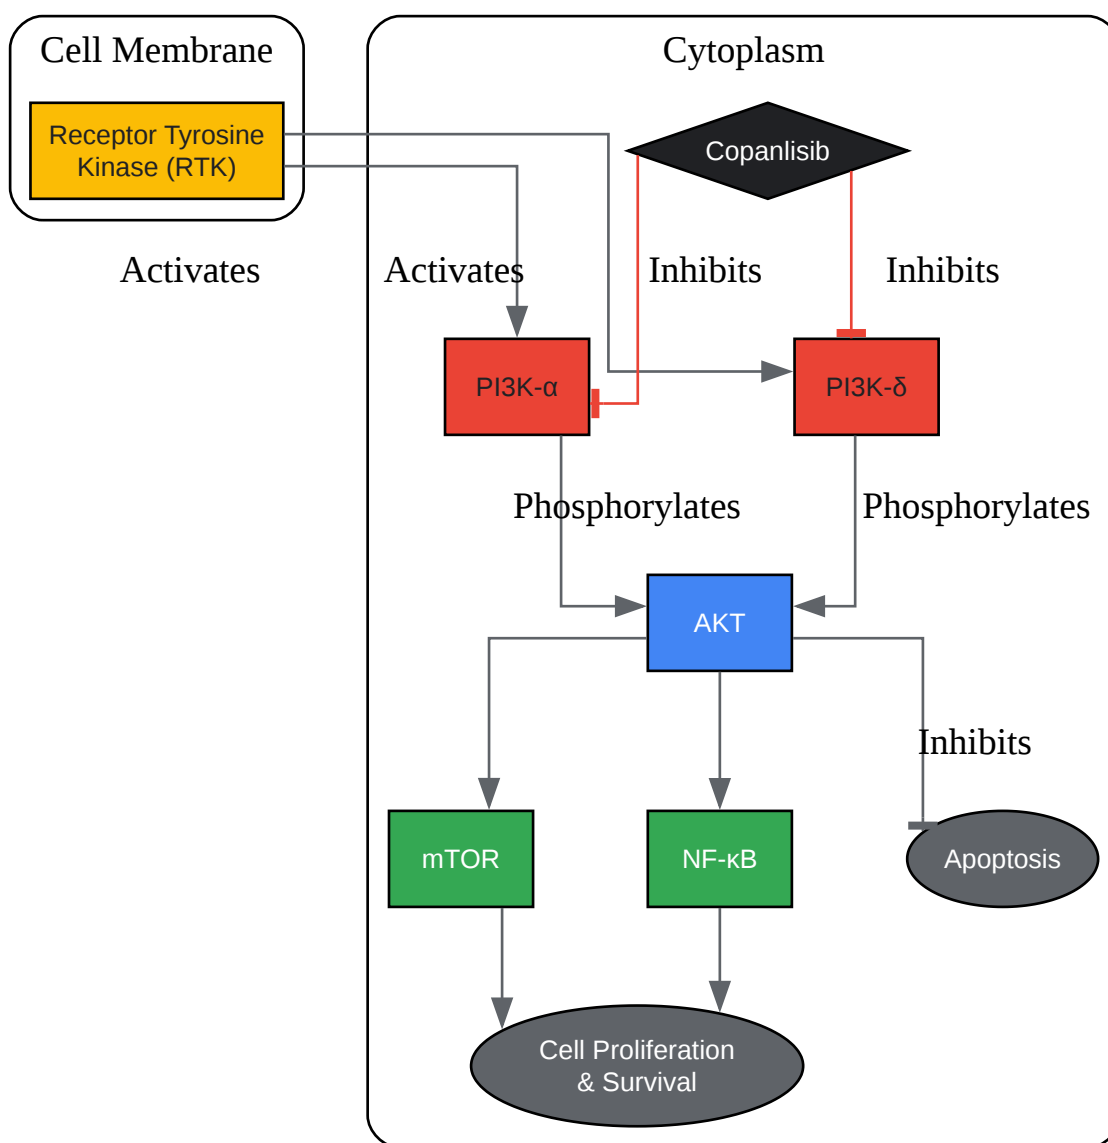 Cell Membrane
Cytoplasm
Receptor Tyrosine
Kinase (RTK)
Copanlisib
Activates
Activates
Inhibits
Inhibits
PI3K-α
PI3K-δ
Phosphorylates
Phosphorylates
AKT
Inhibits
mTOR
NF-κB
Apoptosis
Cell Proliferation
& Survival